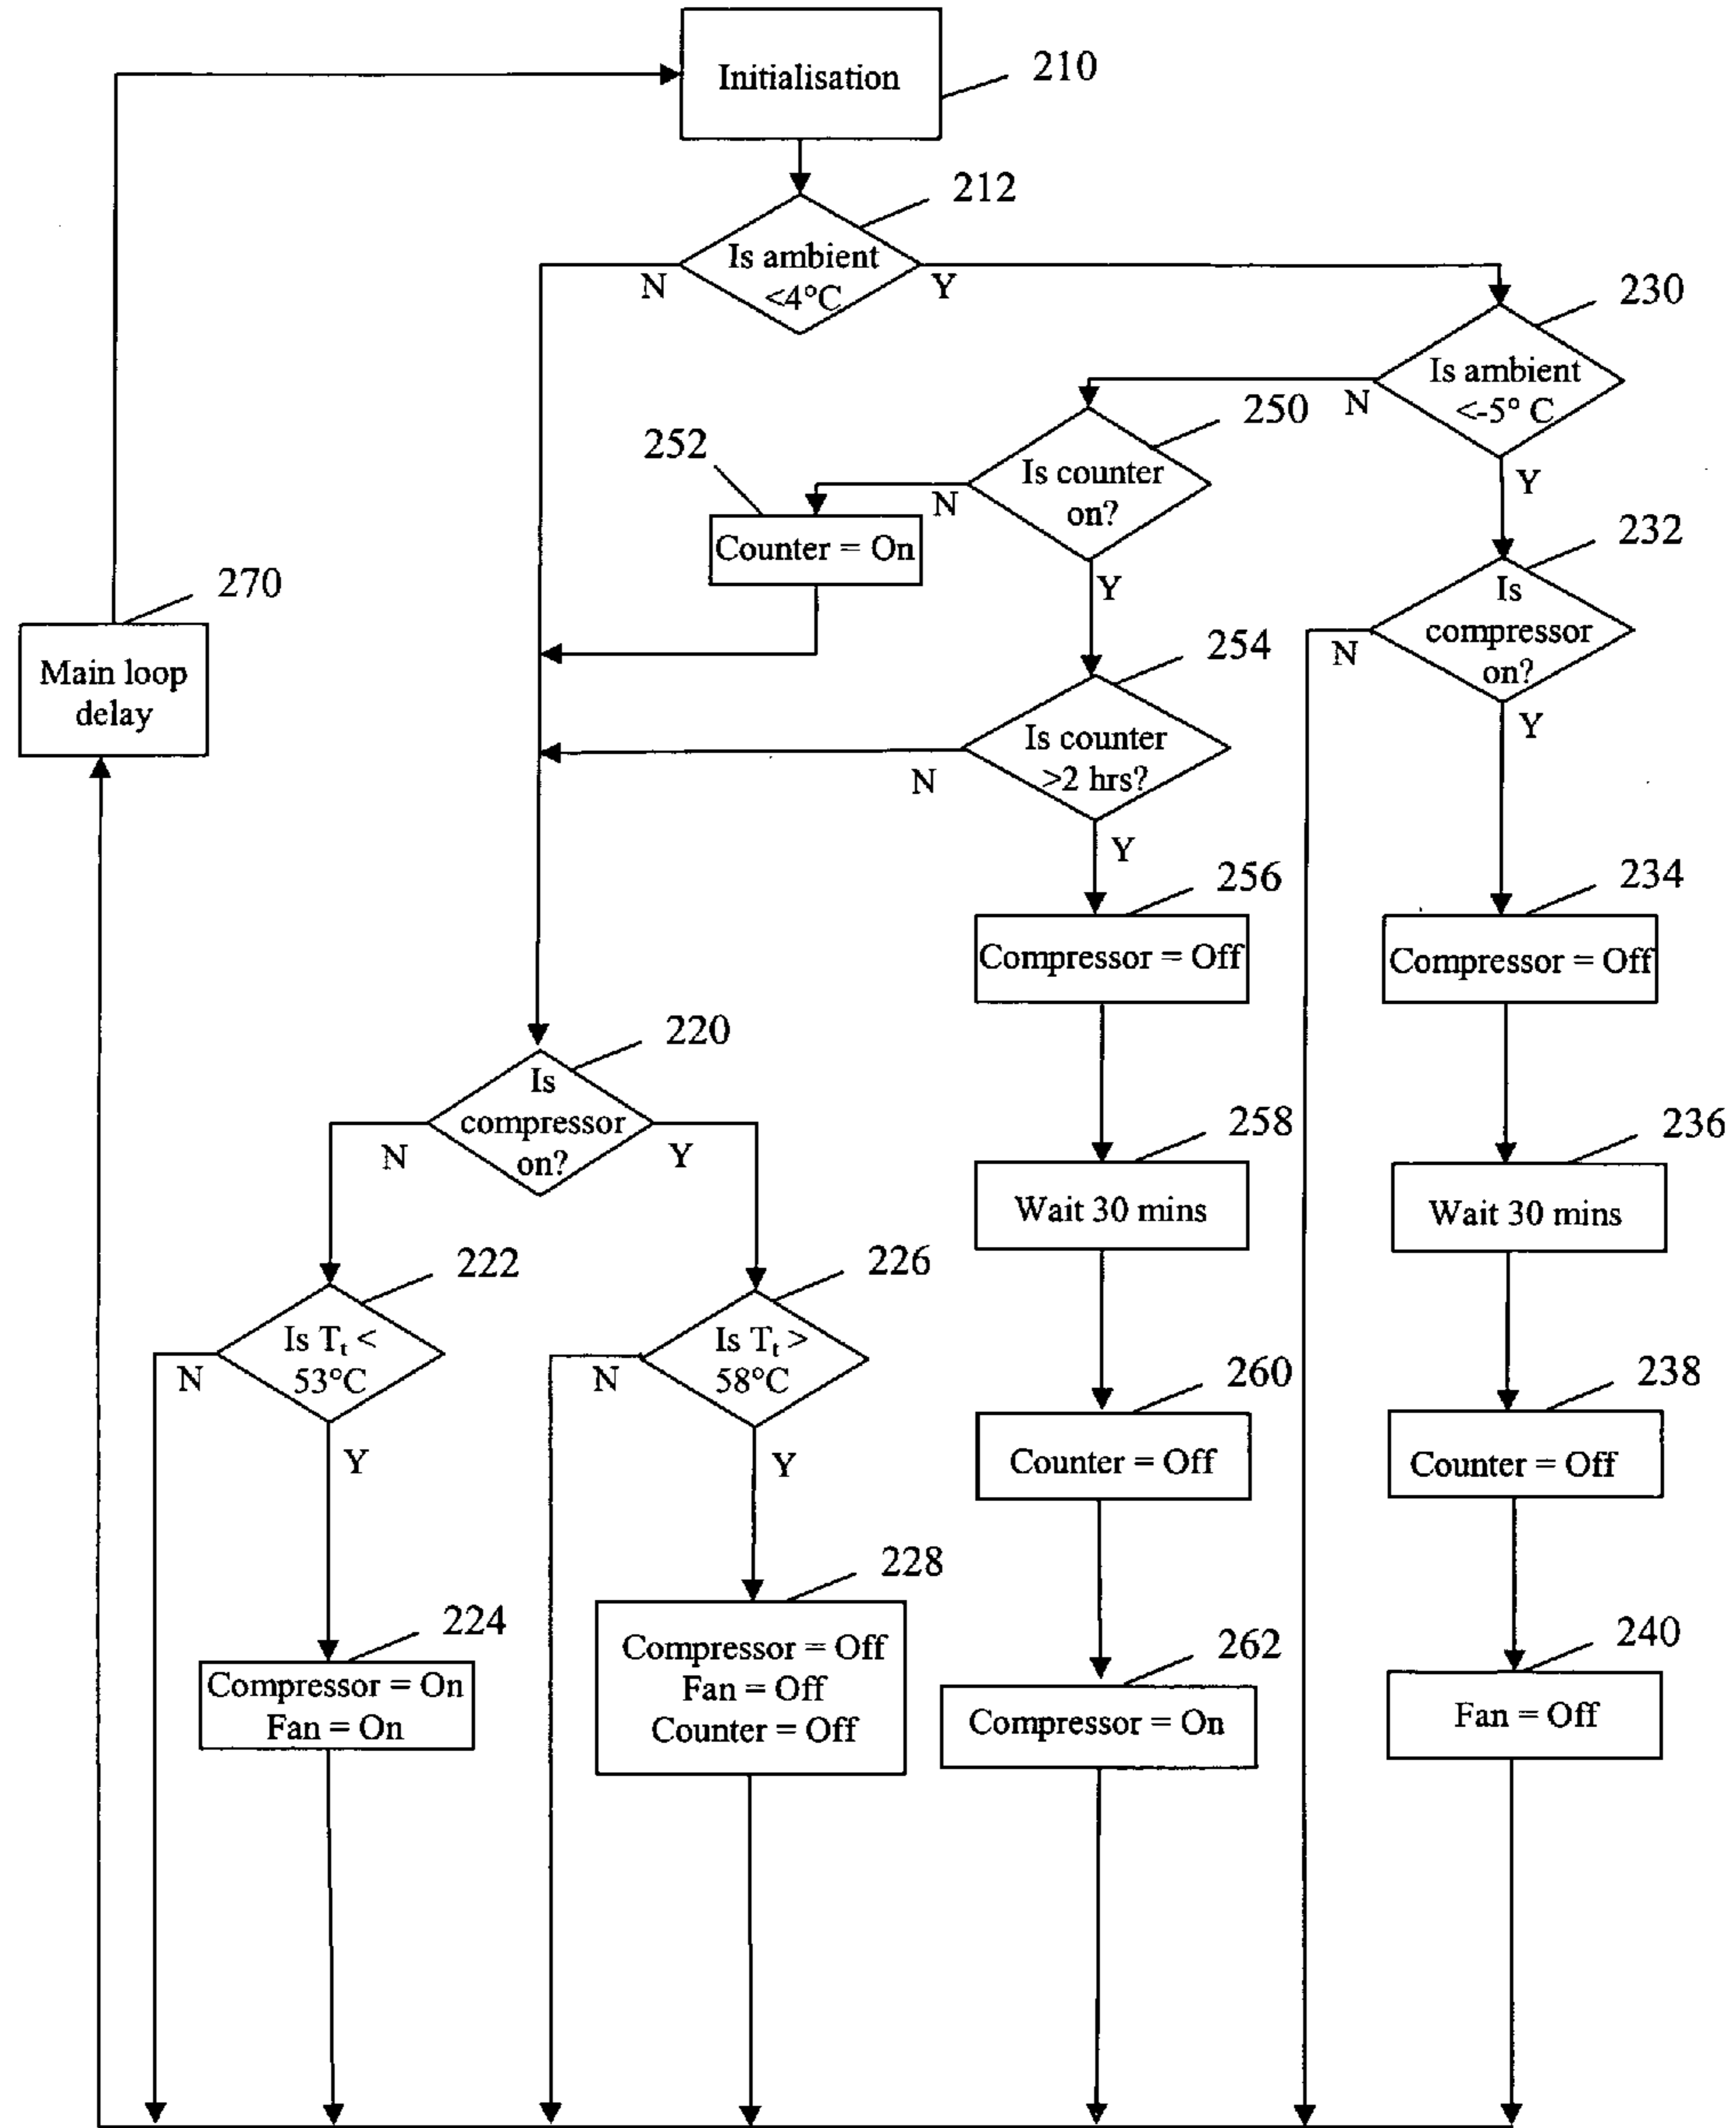 Initialisation
210
212
Is ambient
<4°C
N
Y
230
Is ambient
<-5° C
N
Y
250
Is counter
on?
N
Y
252
Counter = On
232
Is
compressor
on?
N
Y
270
Main loop
delay
254
Is counter
>2 hrs?
N
Y
256
Compressor = Off
234
Compressor = Off
220
Is
compressor
on?
N
Y
258
Wait 30 mins
236
Wait 30 mins
222
Is Tt <
53°C
N
Y
226
Is Tt >
58°C
N
Y
260
Counter = Off
238
Counter = Off
224
Compressor = On
Fan = On
228
Compressor = Off
Fan = Off
Counter = Off
262
Compressor = On
240
Fan = Off